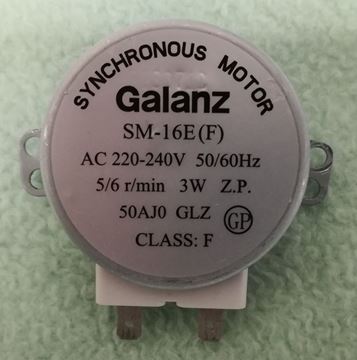 SYNCHRONOUS MOTOR
Galanz
SM-16E(F)
AC 220-240V 50/60Hz
5/6 r/min 3W Z.P.
50AJ0 GLZ GP
CLASS: F